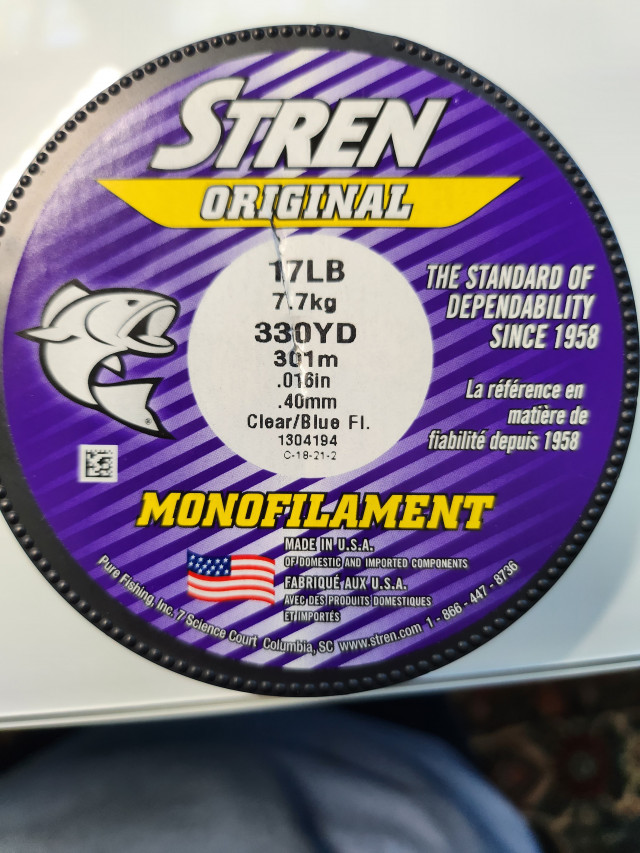 STREN
ORIGINAL
17LB
7.7kg
330YD
301m
.016in
.40mm
Clear/Blue Fl.
1304194
C-18-21-2
THE STANDARD OF
DEPENDABILITY
SINCE 1958
La référence en
matière de
fiabilité depuis 1958
®
MONOFILAMENT
MADE IN U.S.A.
OF DOMESTIC AND IMPORTED COMPONENTS
FABRIQUÉ AUX U.S.A.
AVEC DES PRODUITS DOMESTIQUES
ET IMPORTÉS
Pure Fishing, Inc. 7 Science Court Columbia, SC www.stren.com 1 - 866 - 447 - 8736